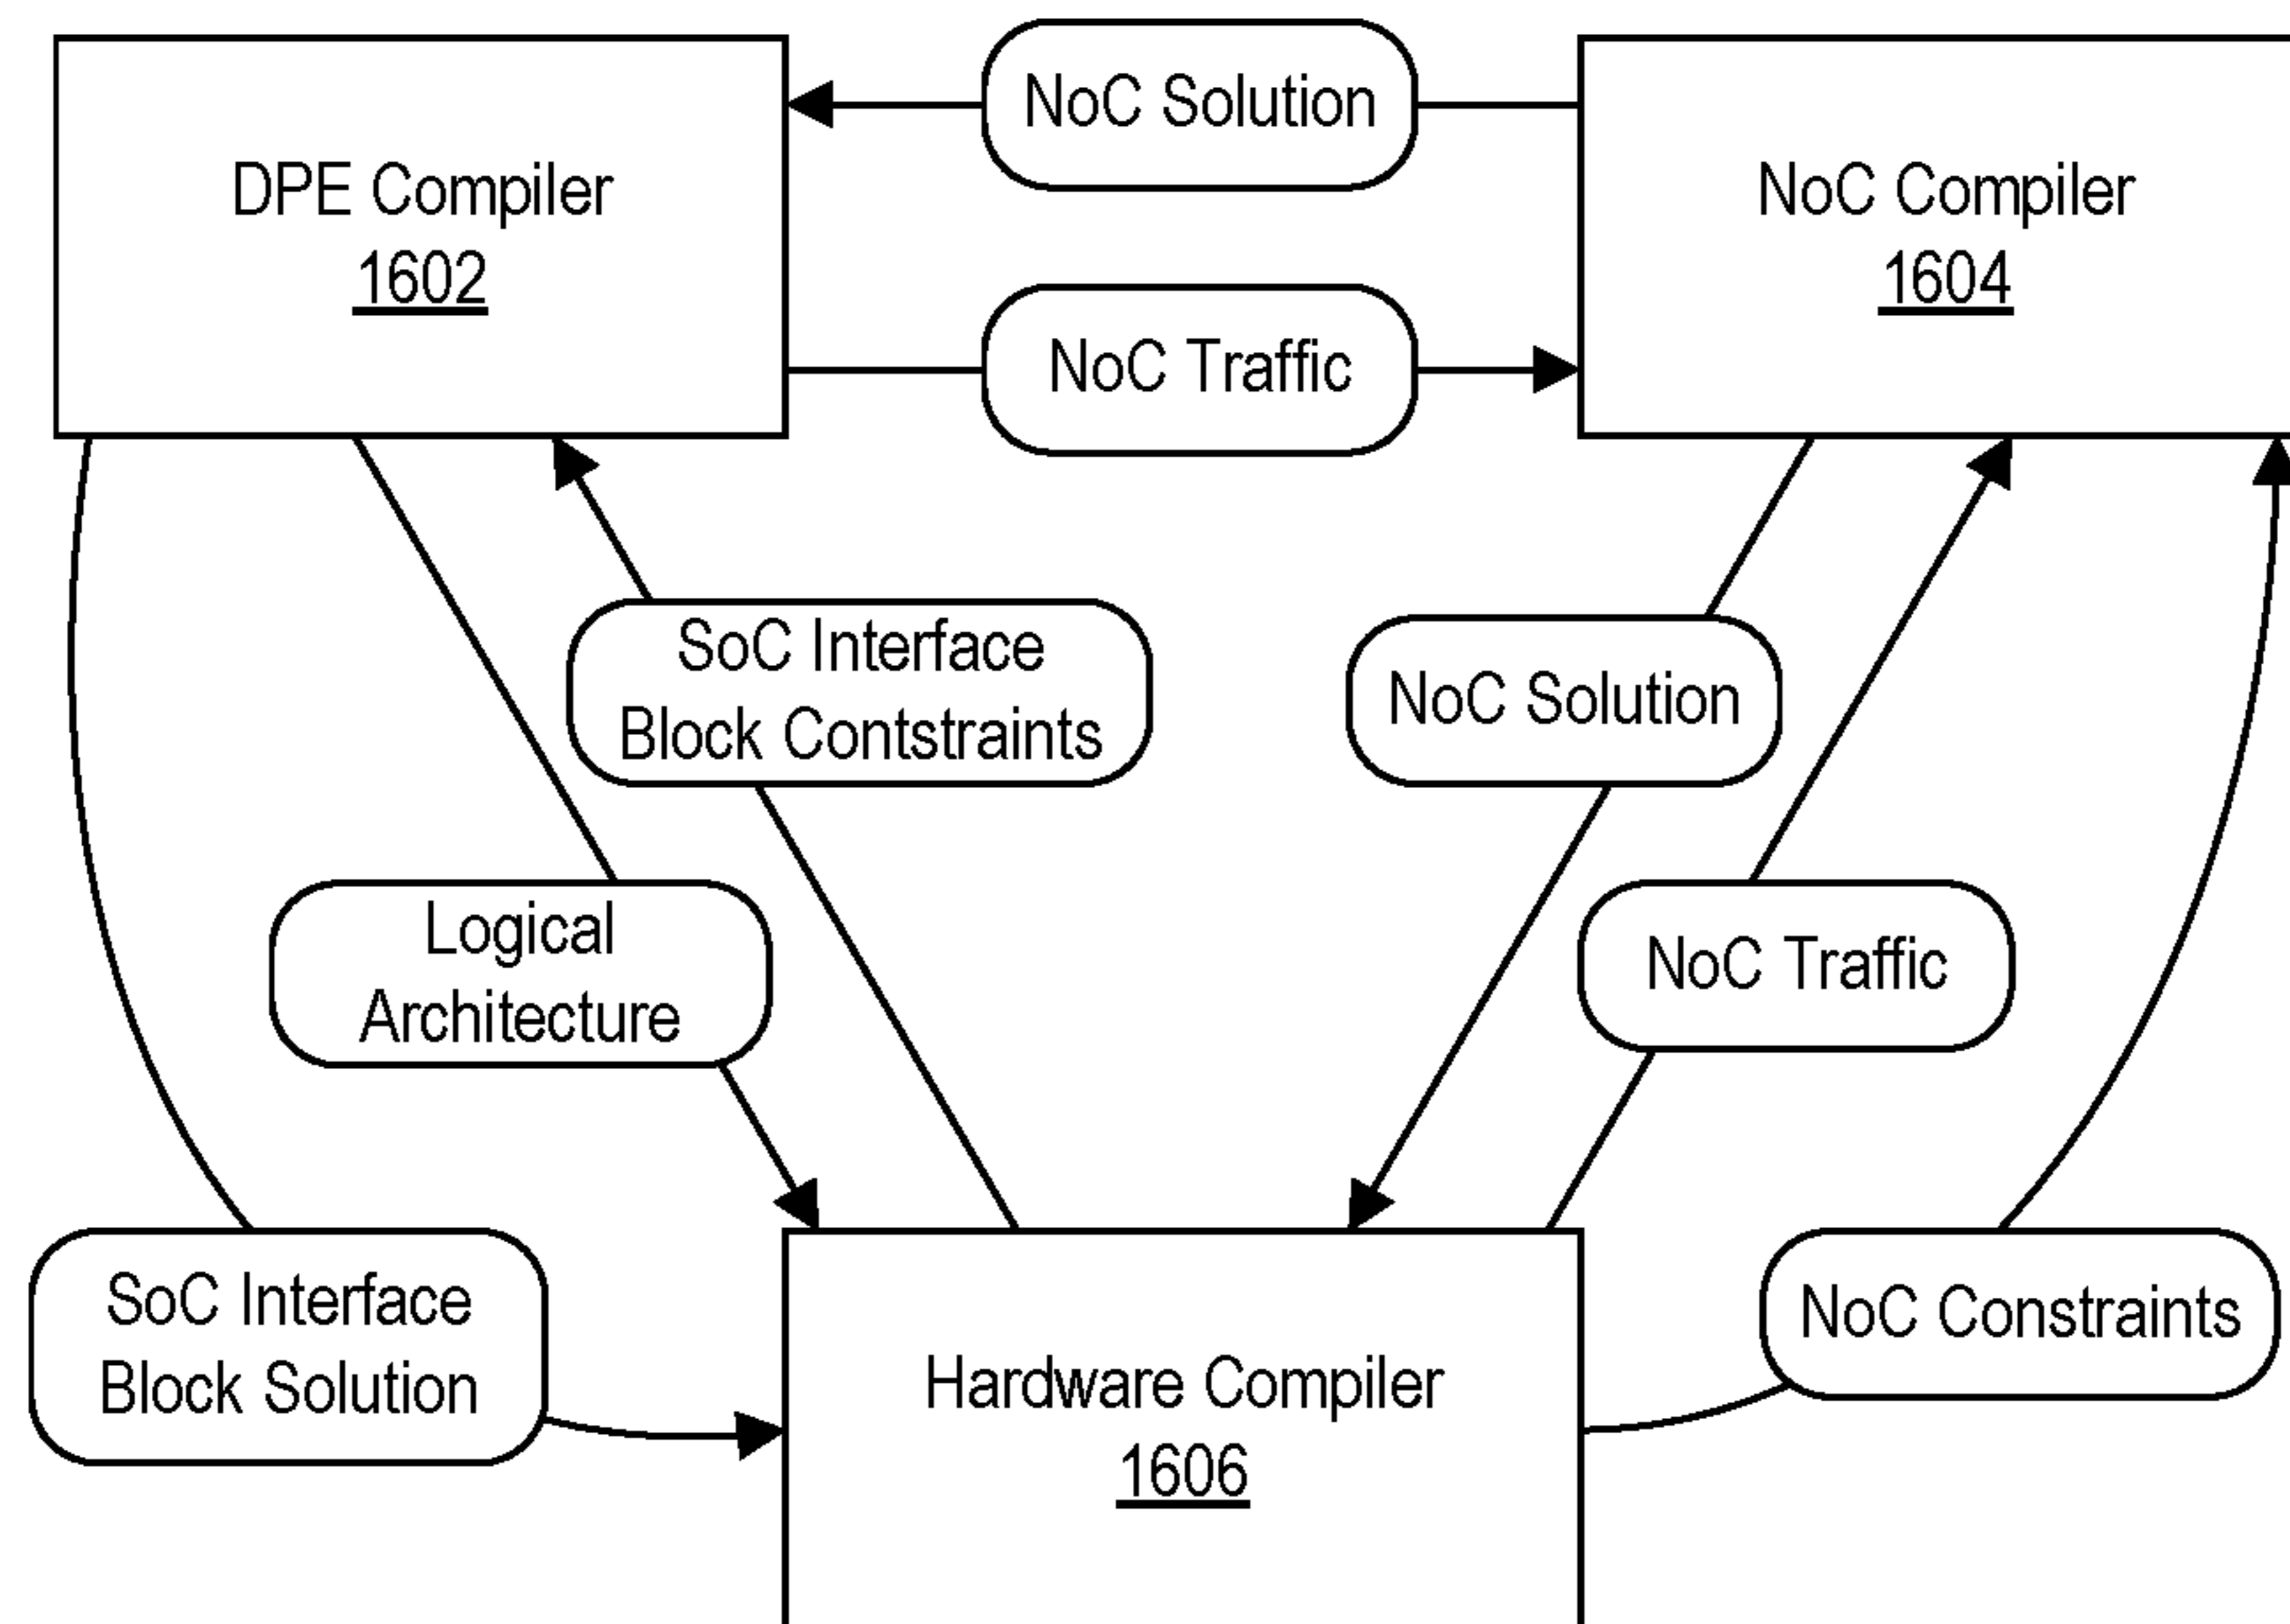 NoC Solution
DPE Compiler
1602
NoC Compiler
1604
NoC Traffic
SoC Interface
Block Contstraints
NoC Solution
Logical
Architecture
NoC Traffic
SoC Interface
Block Solution
Hardware Compiler
1606
NoC Constraints